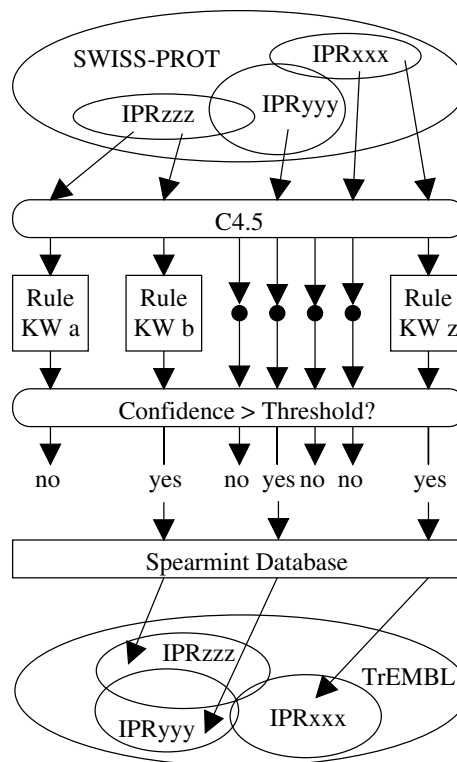 SWISS-PROT
IPRxxx
IPRzzz
IPRyyy
C4.5
Rule KW a
Rule KW b
Rule KW z
Confidence > Threshold?
no yes no yes no no yes
Spearmint Database
IPRzzz
TrEMBL
IPRyyy
IPRxxx